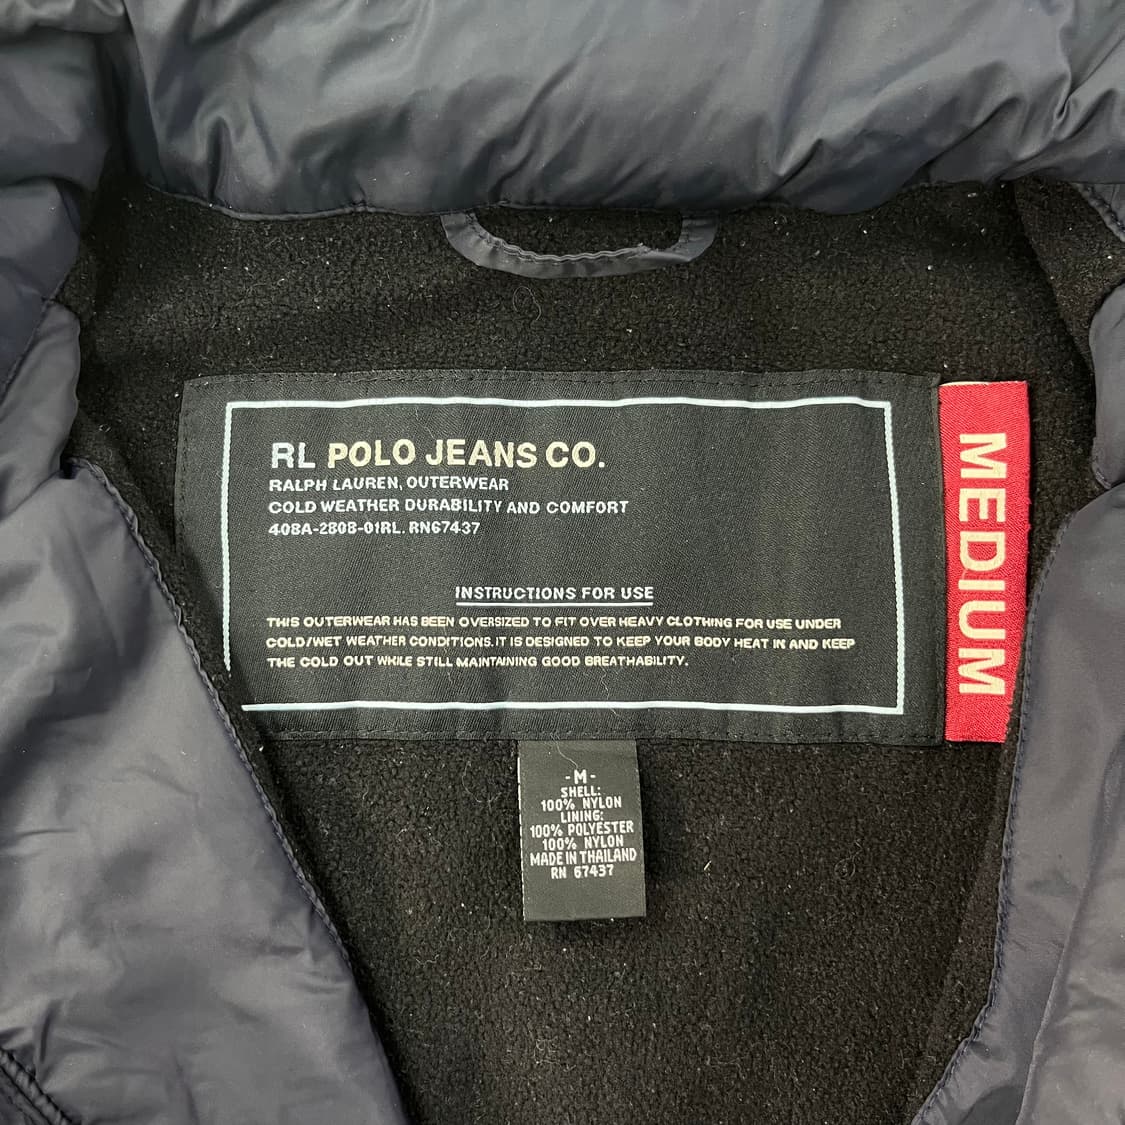 RL POLO JEANS CO.
RALPH LAUREN, OUTERWEAR
COLD WEATHER DURABILITY AND COMFORT
408A-280B-01RL. RN67437
INSTRUCTIONS FOR USE
THIS OUTERWEAR HAS BEEN OVERSIZED TO FIT OVER HEAVY CLOTHING FOR USE UNDER
COLD/WET WEATHER CONDITIONS. IT IS DESIGNED TO KEEP YOUR BODY HEAT IN AND KEEP
THE COLD OUT WHILE STILL MAINTAINING GOOD BREATHABILITY.
MEDIUM
-M-
SHELL:
100% NYLON
LINING:
100% POLYESTER
100% NYLON
MADE IN THAILAND
RN 67437